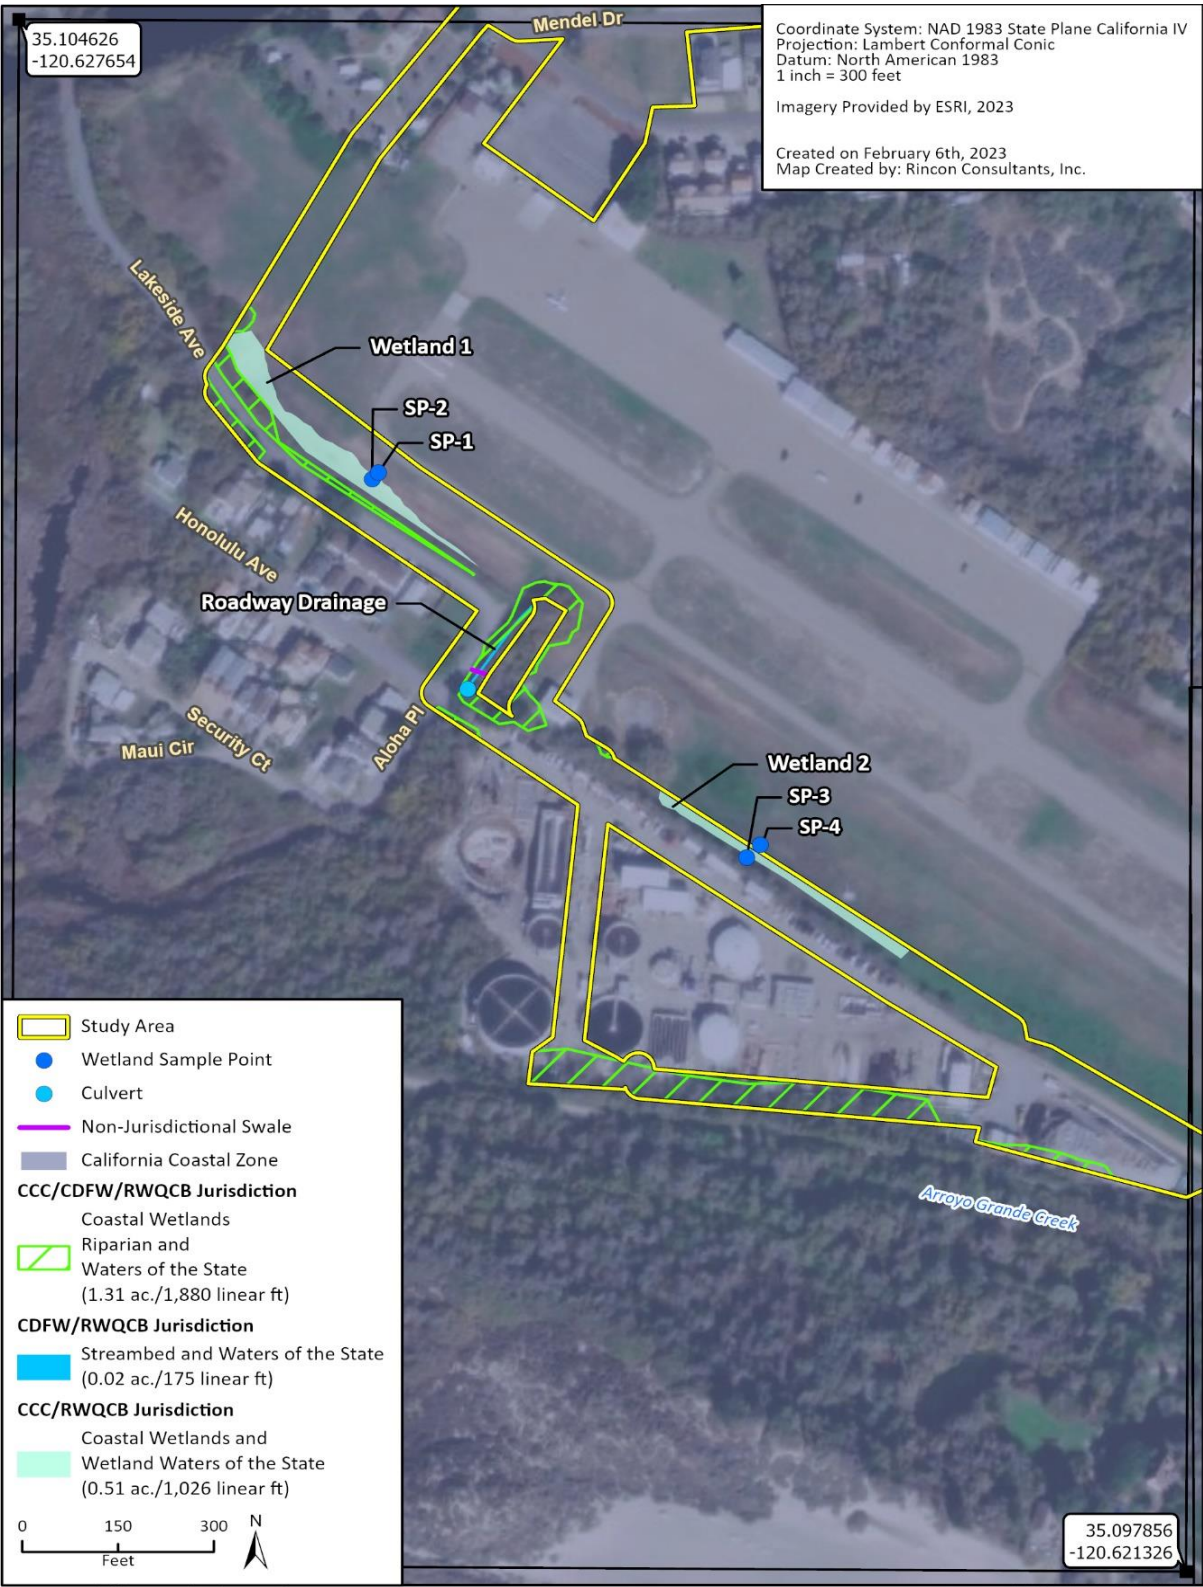 35.104626
-120.627654
Mendel Dr
Coordinate System: NAD 1983 State Plane California IV
Projection: Lambert Conformal Conic
Datum: North American 1983
1 inch = 300 feet
Imagery Provided by ESRI, 2023
Created on February 6th, 2023
Map Created by: Rincon Consultants, Inc.
Lakeside Ave
Wetland 1
SP-2
SP-1
Honolulu Ave
Roadway Drainage
Aloha Pl
Security Ct
Maui Cir
Wetland 2
SP-3
SP-4
Arroyo Grande Creek
Study Area
Wetland Sample Point
Culvert
Non-Jurisdictional Swale
California Coastal Zone
CCC/CDFW/RWQCB Jurisdiction
Coastal Wetlands
Riparian and
Waters of the State
(1.31 ac./1,880 linear ft)
CDFW/RWQCB Jurisdiction
Streambed and Waters of the State
(0.02 ac./175 linear ft)
CCC/RWQCB Jurisdiction
Coastal Wetlands and
Wetland Waters of the State
(0.51 ac./1,026 linear ft)
0 150 300
Feet
N
35.097856
-120.621326